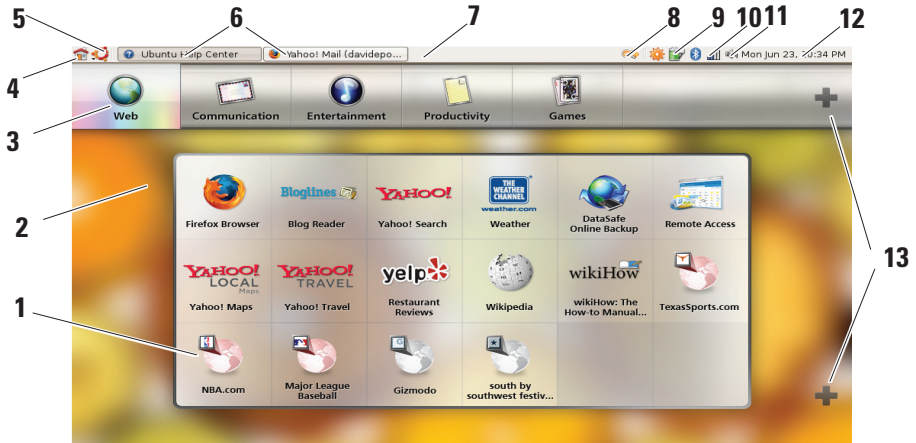 5 6 7 8 9 10 11 12
Ubuntu Help Center Yahoo! Mail (davidepo... Mon Jun 23, 10:34 PM
4
3
Web Communication Entertainment Productivity Games
2
Bloglines YAHOO! THE WEATHER CHANNEL weather.com
Firefox Browser Blog Reader Yahoo! Search Weather DataSafe Online Backup Remote Access
13
YAHOO! LOCAL Maps YAHOO! TRAVEL yelp wikiHow
Yahoo! Maps Yahoo! Travel Restaurant Reviews Wikipedia wikiHow: The How-to Manual... TexasSports.com
1
G
NBA.com Major League Baseball Gizmodo south by southwest festiv...